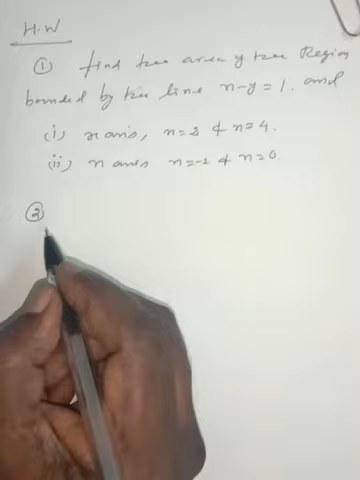 H.W
① Find the area of the Region
bounded by the line x-y=1. and
(i) x axis, x=2 & x=4.
(ii) x axis x=-2 & x=0.
②